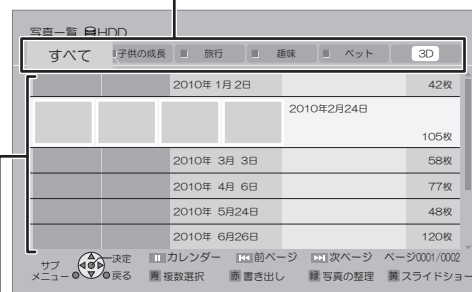 写真一覧 HDD
すべて 子供の成長 旅行 趣味 ペット 3D
2010年 1月 2日 42枚
2010年2月24日
105枚
2010年 3月 3日 58枚
2010年 4月 6日 77枚
2010年 5月24日 48枚
2010年 6月26日 120枚
サブ
メニュー 決定 戻る
カレンダー 前ページ 次ページ ページ0001/0002
青 複数選択 赤 書き出し 緑 写真の整理 黄 スライドショー